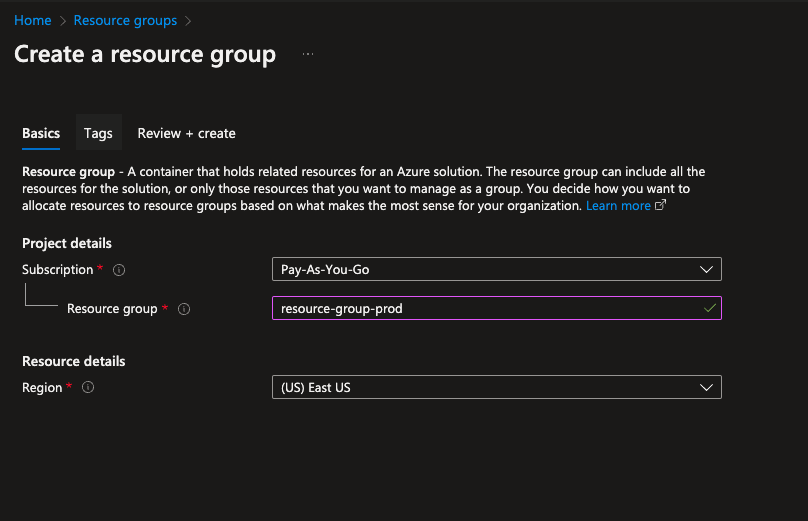 Home > Resource groups >
Create a resource group ...
Basics Tags Review + create
Resource group - A container that holds related resources for an Azure solution. The resource group can include all the
resources for the solution, or only those resources that you want to manage as a group. You decide how you want to
allocate resources to resource groups based on what makes the most sense for your organization. Learn more
Project details
Subscription * Pay-As-You-Go
Resource group * resource-group-prod
Resource details
Region * (US) East US